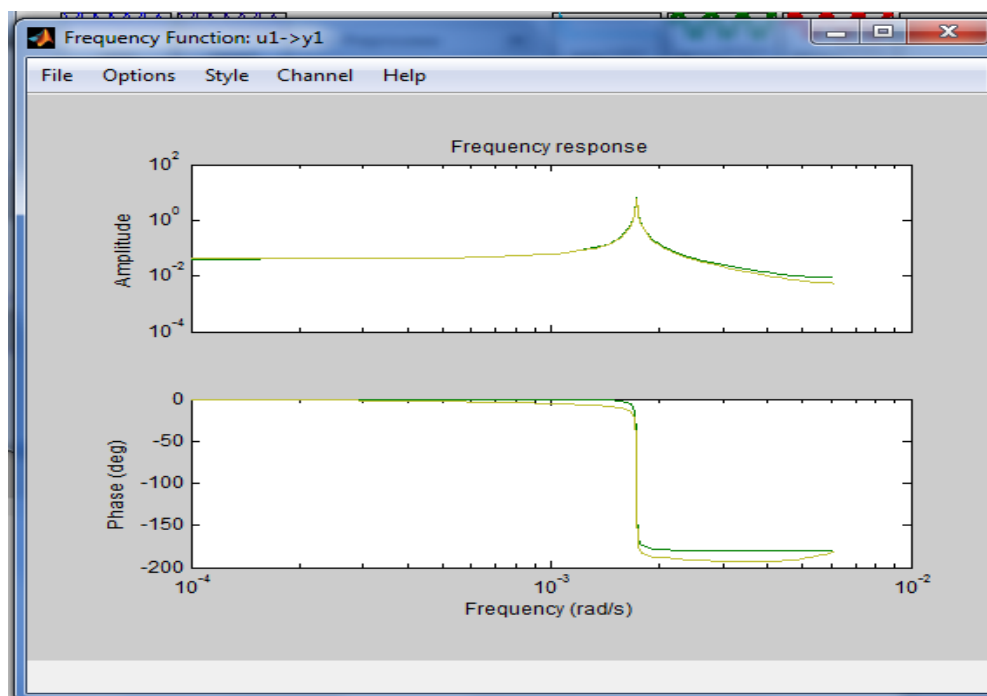 Frequency Function: u1->y1
File Options Style Channel Help
Frequency response
10^2
10^0
10^-2
10^-4
Amplitude
0
-50
-100
-150
-200
Phase (deg)
10^-4 10^-3 10^-2
Frequency (rad/s)